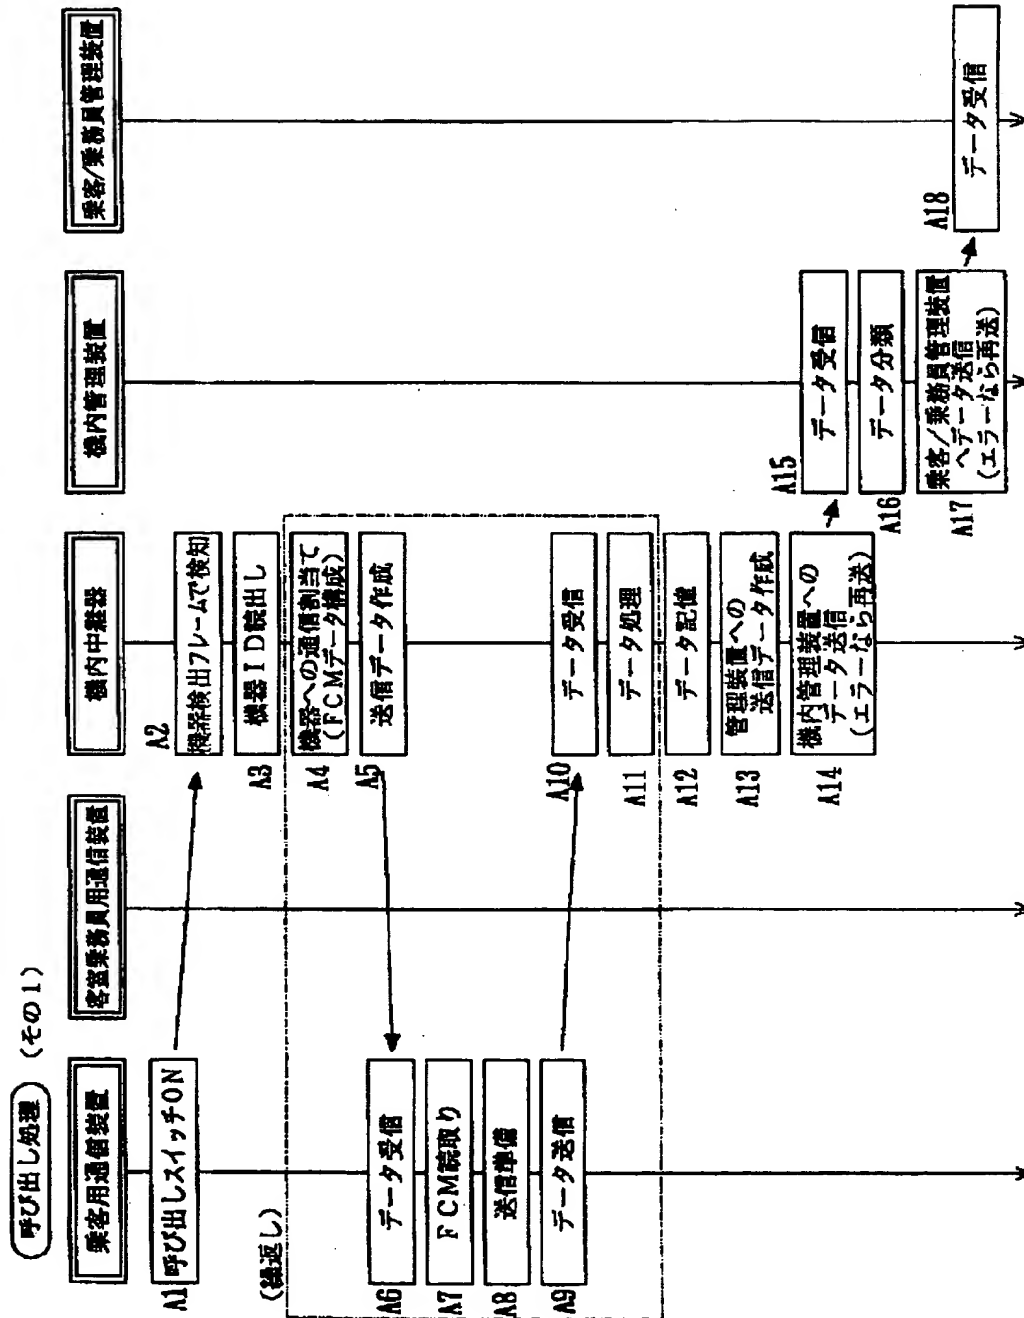 呼び出し処理 (その1)
乗客用通信装置
客室乗務員用通信装置
機内中継器
機内管理装置
乗客/乗務員管理装置
A1
呼び出しスイッチON
A2
機器検出フレームで検知
A3
機器ID読出し
(繰返し)
A4
機器への通信割当て
(FCMデータ構成)
A5
送信データ作成
A6
データ受信
A7
FCM読取り
A8
送信準備
A9
データ送信
A10
データ受信
A11
データ処理
A12
データ記憶
A13
管理装置への
送信データ作成
A14
機内管理装置への
データ送信
(エラーなら再送)
A15
データ受信
A16
データ分類
A17
乗客/乗務員管理装置
へデータ送信
(エラーなら再送)
A18
データ受信